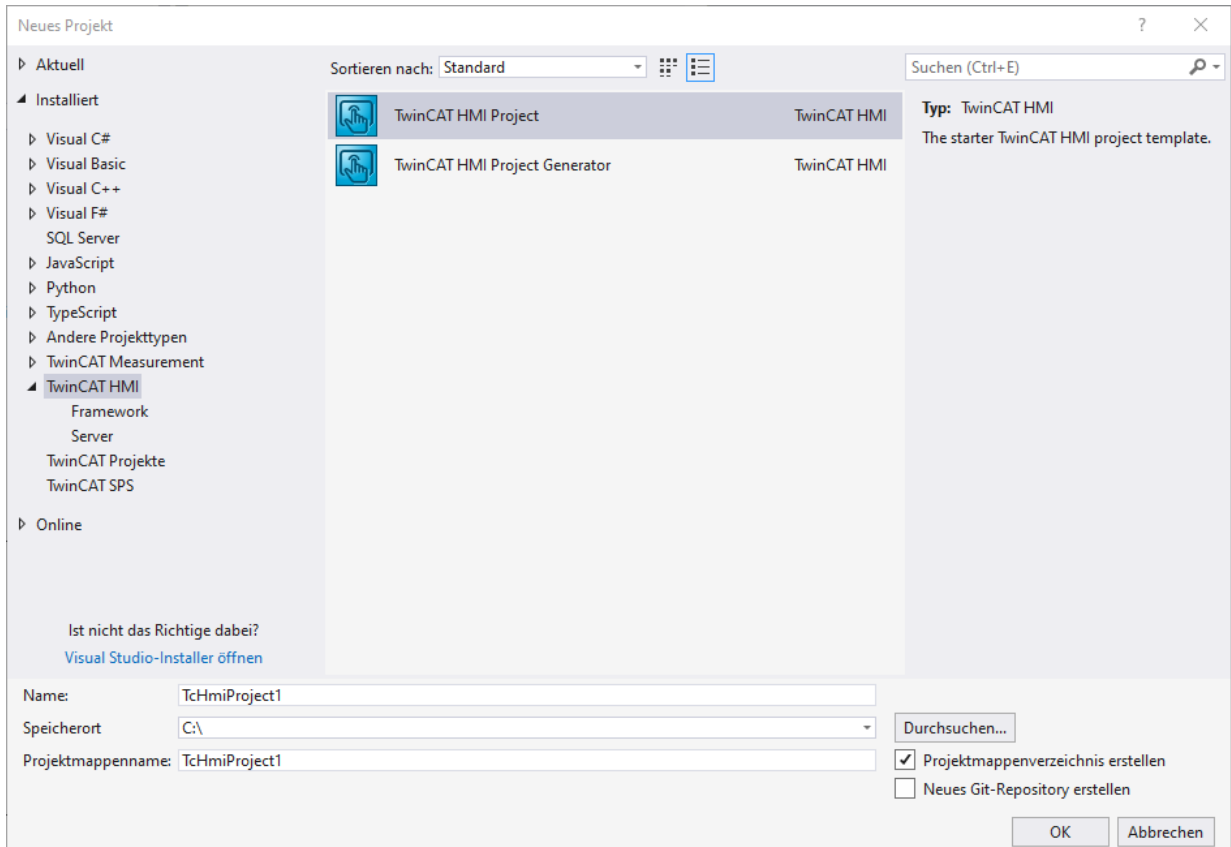 Neues Projekt
?
Aktuell
Installiert
Visual C#
Visual Basic
Visual C++
Visual F#
SQL Server
JavaScript
Python
TypeScript
Andere Projekttypen
TwinCAT Measurement
TwinCAT HMI
Framework
Server
TwinCAT Projekte
TwinCAT SPS
Online
Ist nicht das Richtige dabei?
Visual Studio-Installer öffnen
Sortieren nach: Standard
TwinCAT HMI Project TwinCAT HMI
TwinCAT HMI Project Generator TwinCAT HMI
Suchen (Ctrl+E)
Typ: TwinCAT HMI
The starter TwinCAT HMI project template.
Name: TcHmiProject1
Speicherort C:\
Durchsuchen...
Projektmappenname: TcHmiProject1
Projektmappenverzeichnis erstellen
Neues Git-Repository erstellen
OK Abbrechen